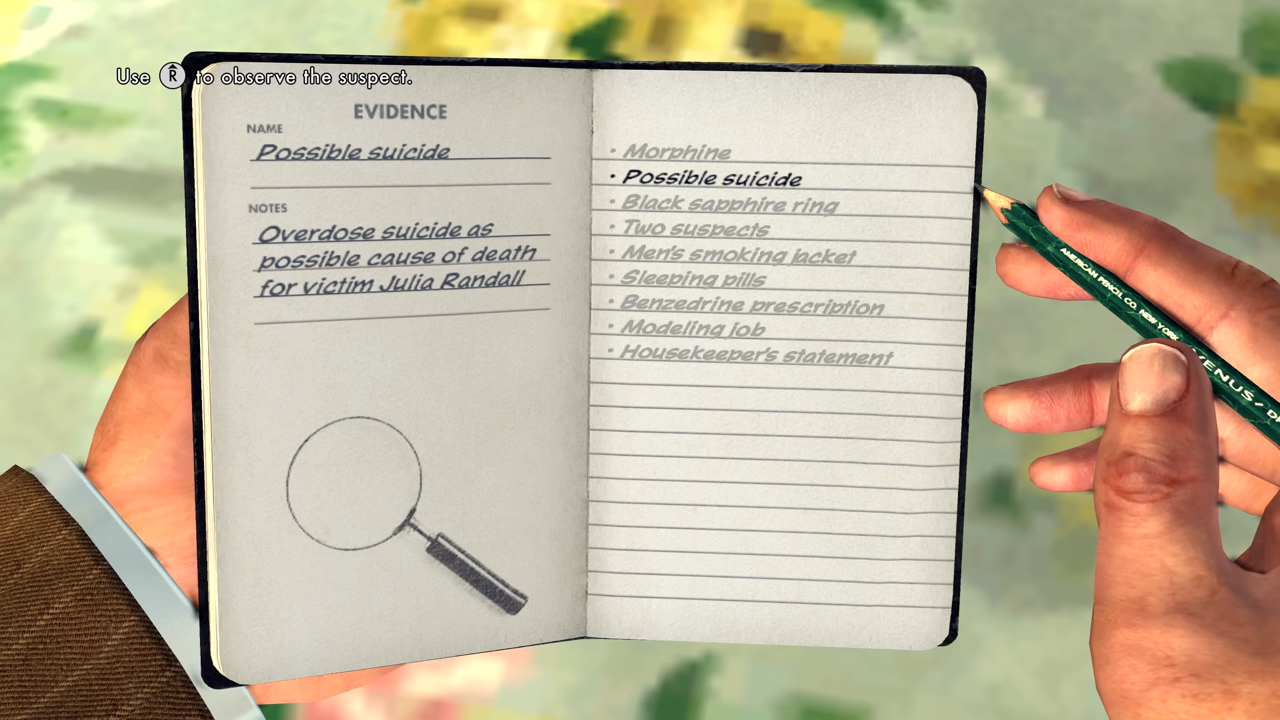 Use R to observe the suspect.
EVIDENCE
NAME
Possible suicide
NOTES
Overdose suicide as
possible cause of death
for victim Julia Randall
• Morphine
• Possible suicide
• Black sapphire ring
• Two suspects
• Men's smoking jacket
• Sleeping pills
• Benzedrine prescription
• Modeling job
• Housekeeper's statement
AMERICAN PENCIL CO. NEW YORK
VENUS